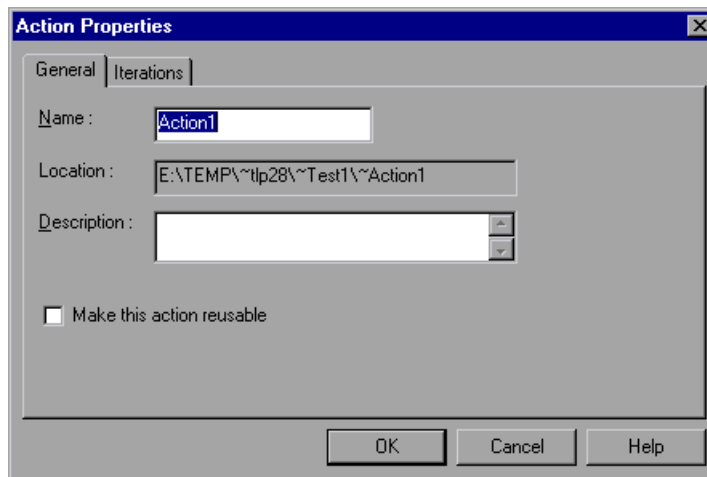 Action Properties
General Iterations
Name : Action1
Location : E:\TEMP\~tlp28\~Test1\~Action1
Description :
Make this action reusable
OK Cancel Help